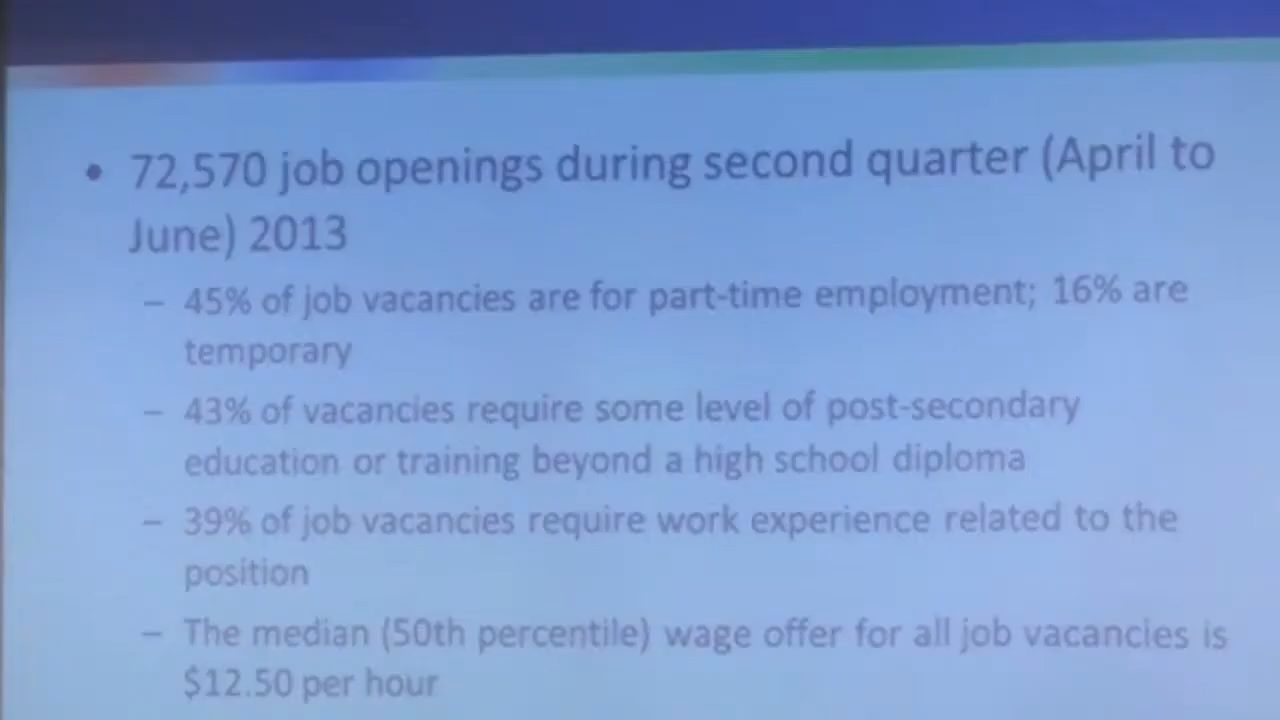 • 72,570 job openings during second quarter (April to
June) 2013
– 45% of job vacancies are for part-time employment; 16% are
temporary
– 43% of vacancies require some level of post-secondary
education or training beyond a high school diploma
– 39% of job vacancies require work experience related to the
position
– The median (50th percentile) wage offer for all job vacancies is
$12.50 per hour